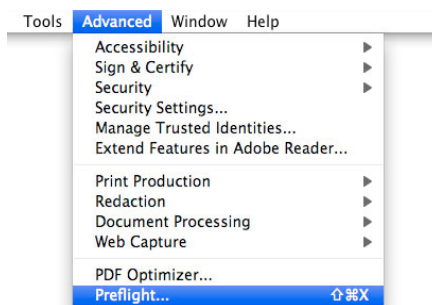 Tools Advanced Window Help
Accessibility
Sign & Certify
Security
Security Settings...
Manage Trusted Identities...
Extend Features in Adobe Reader...
Print Production
Redaction
Document Processing
Web Capture
PDF Optimizer...
Preflight... ⇧⌘X